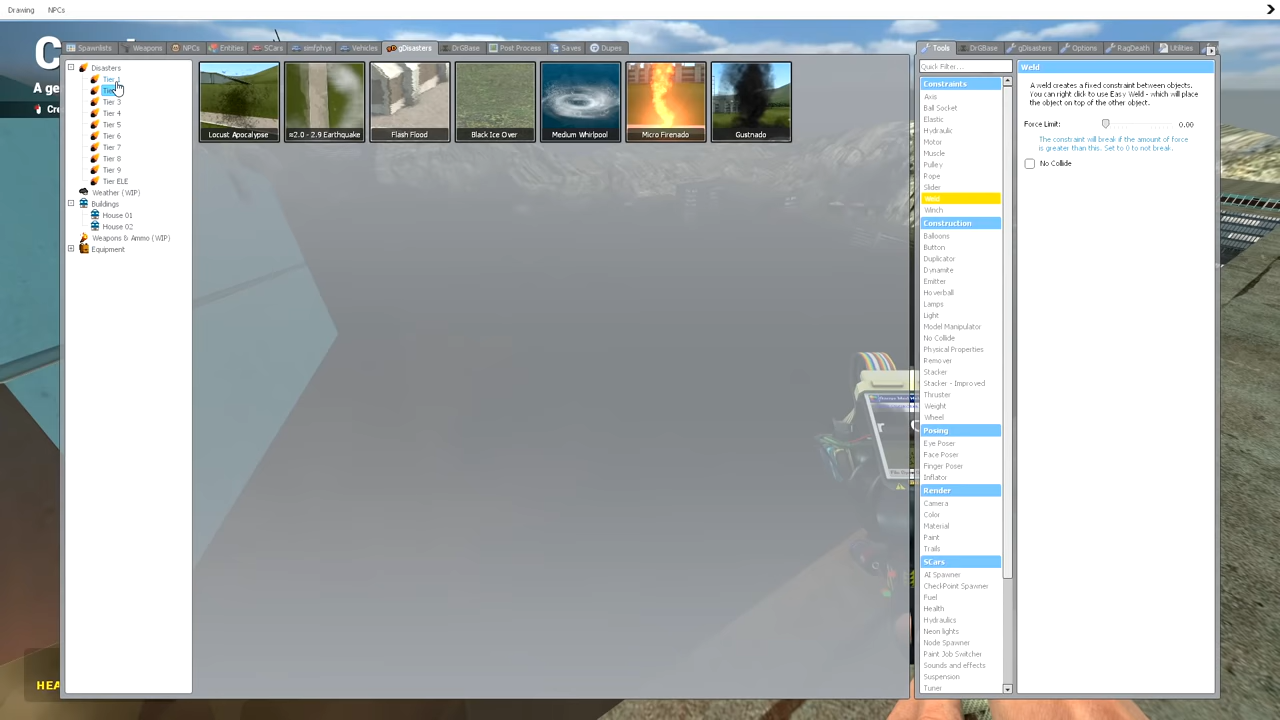 Drawing NPCs
Spawnlists Weapons NPCs Entities SCars simfphys Vehicles gDisasters DrGBase Post Process Saves Dupes
Tools DrGBase gDisasters Options RagDeath Utilities
Disasters
Tier 1
Tier 3
Tier 4
Tier 5
Tier 6
Tier 7
Tier 8
Tier 9
Tier ELE
Weather (WIP)
Buildings
House 01
House 02
Weapons & Ammo (WIP)
Equipment
Locust Apocalypse
≈2.0 - 2.9 Earthquake
Flash Flood
Black Ice Over
Medium Whirlpool
Micro Firenado
Gustnado
Quick Filter...
Constraints
Axis
Ball Socket
Elastic
Hydraulic
Motor
Muscle
Pulley
Rope
Slider
Weld
Winch
Construction
Balloons
Button
Duplicator
Dynamite
Emitter
Hoverball
Lamps
Light
Model Manipulator
No Collide
Physical Properties
Remover
Stacker
Stacker - Improved
Thruster
Weight
Wheel
Posing
Eye Poser
Face Poser
Finger Poser
Inflator
Render
Camera
Color
Material
Paint
Trails
SCars
AI Spawner
CheckPoint Spawner
Fuel
Health
Hydraulics
Neon lights
Node Spawner
Paint Job Switcher
Sounds and effects
Suspension
Tuner
Weld
A weld creates a fixed constraint between objects.
You can right click to use Easy Weld - which will place
the object on top of the other object.
Force Limit: 0.00
The constraint will break if the amount of force
is greater than this. Set to 0 to not break.
No Collide
A ge
Cre
HEA